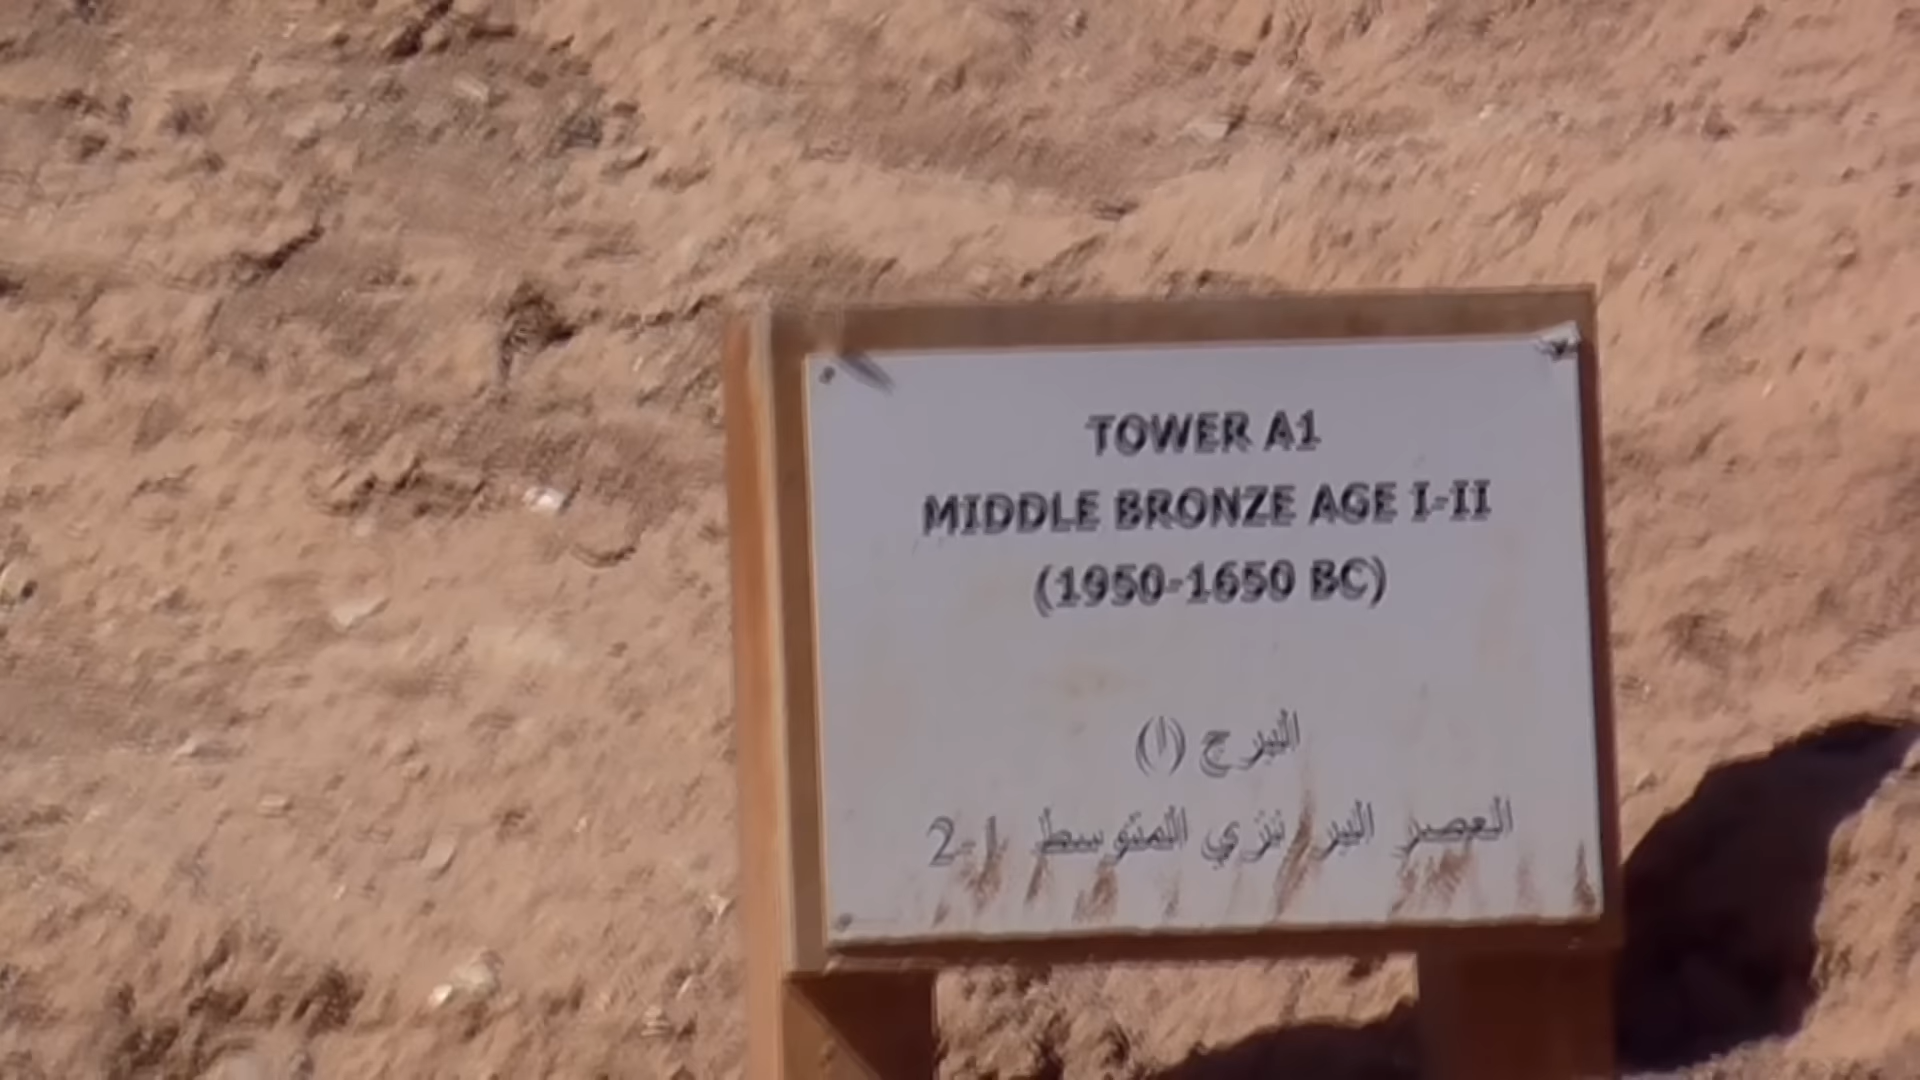 TOWER A1
MIDDLE BRONZE AGE I-II
(1950-1650 BC)
البرج (ا)
العصر البرونزي المتوسط 1-2